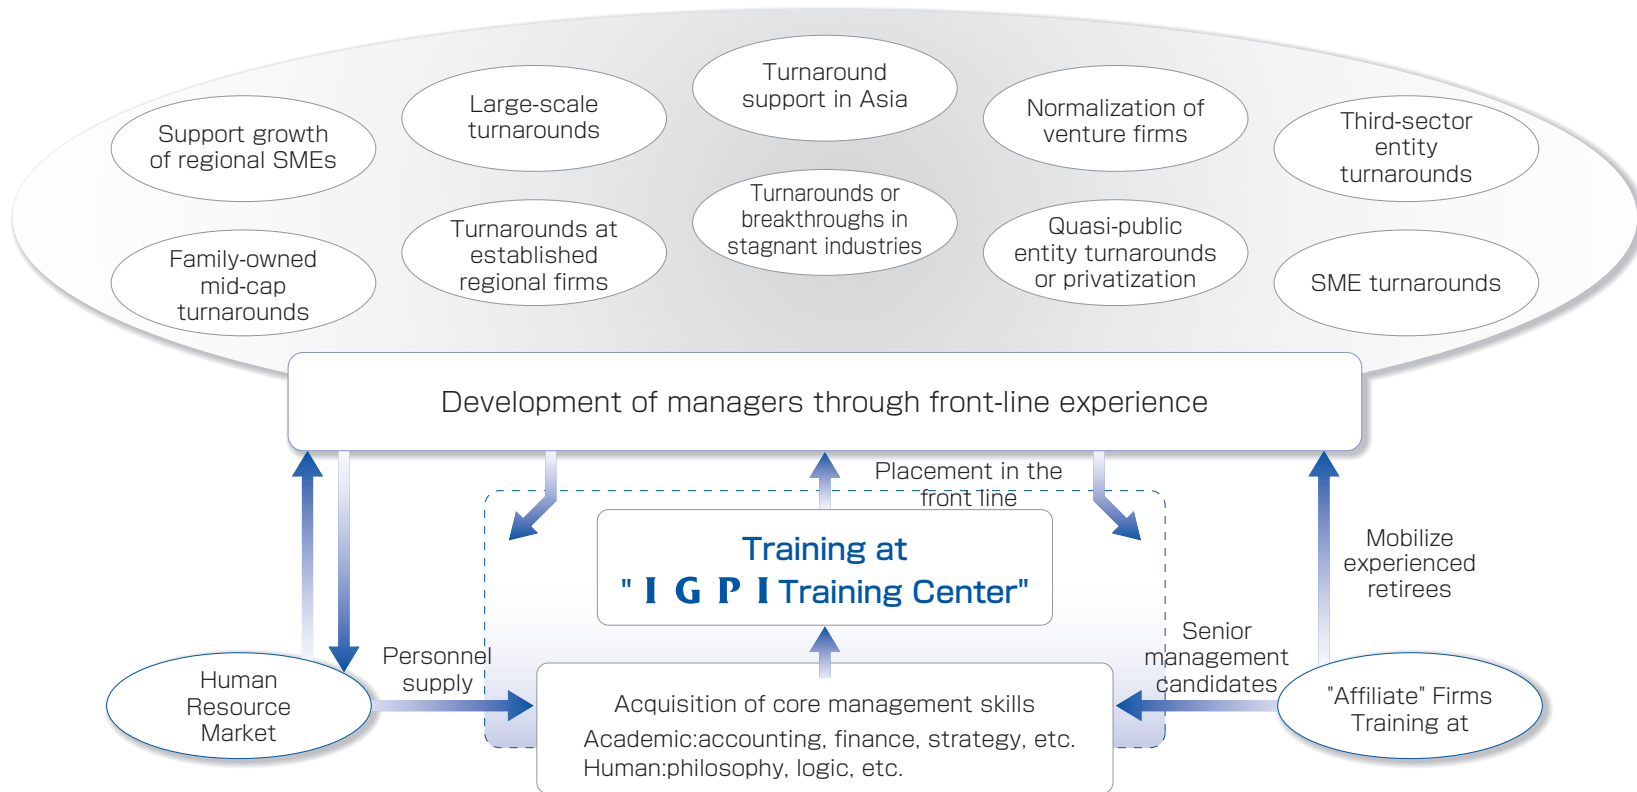 Support growth
of regional SMEs
Large-scale
turnarounds
Turnaround
support in Asia
Normalization of
venture firms
Third-sector
entity
turnarounds
Family-owned
mid-cap
turnarounds
Turnarounds at
established
regional firms
Turnarounds or
breakthroughs in
stagnant industries
Quasi-public
entity turnarounds
or privatization
SME turnarounds
Development of managers through front-line experience
Placement in the
front line
Training at
" I G P I Training Center"
Mobilize
experienced
retirees
Human
Resource
Market
Personnel
supply
Acquisition of core management skills
Academic:accounting, finance, strategy, etc.
Human:philosophy, logic, etc.
Senior
management
candidates
"Affiliate" Firms
Training at